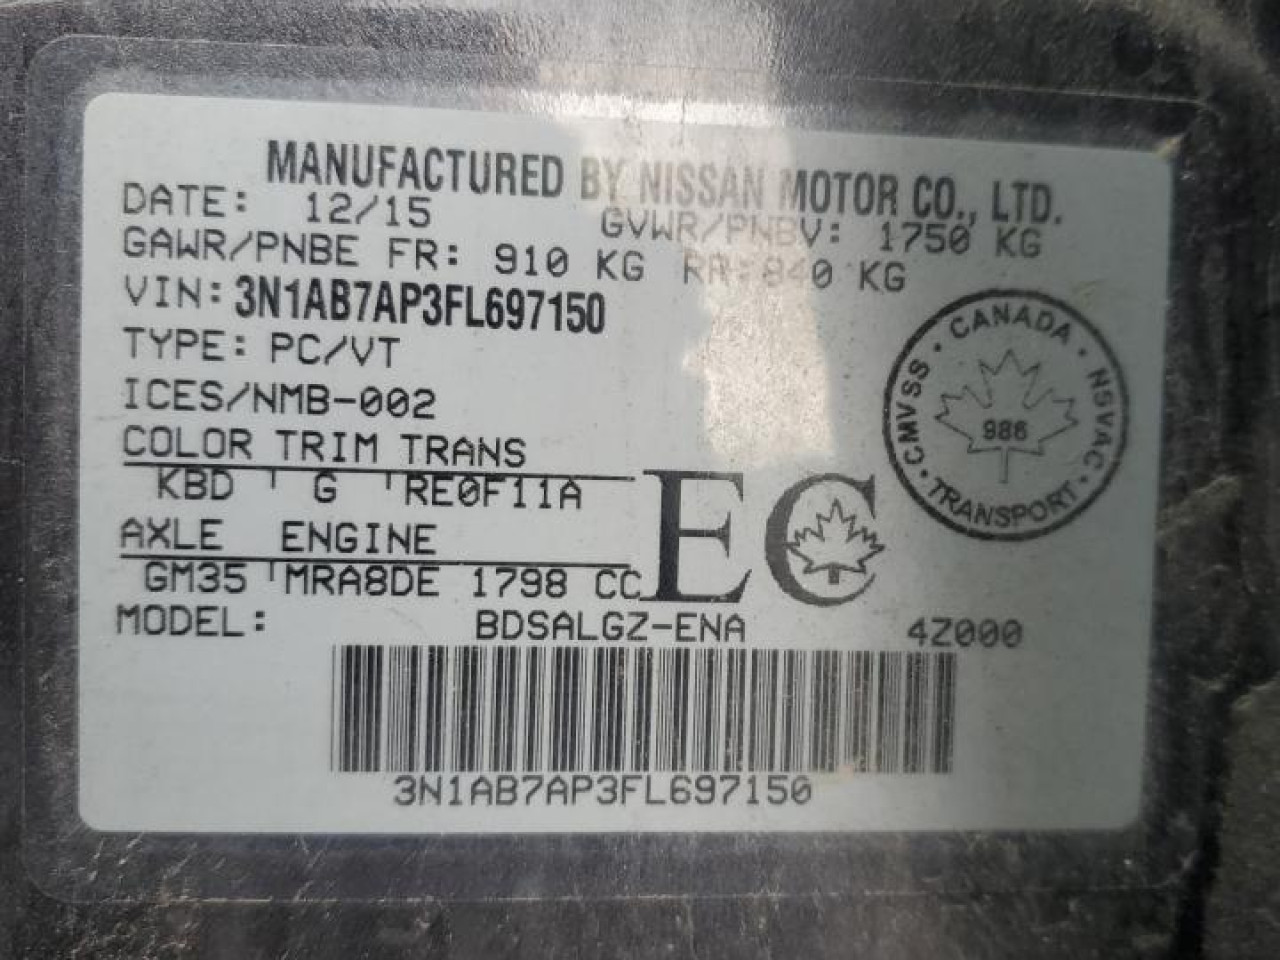 MANUFACTURED BY NISSAN MOTOR CO., LTD.
DATE: 12/15 GVWR/PNBV: 1750 KG
GAWR/PNBE FR: 910 KG RR: 840 KG
VIN: 3N1AB7AP3FL697150
TYPE: PC/VT
ICES/NMB-002
COLOR TRIM TRANS
KBD G RE0F11A
AXLE ENGINE
GM35 MRA8DE 1798 CC
EC
CANADA · NSVAC · TRANSPORT · CMVSS ·
986
MODEL: BDSALGZ-ENA 4Z000
3N1AB7AP3FL697150